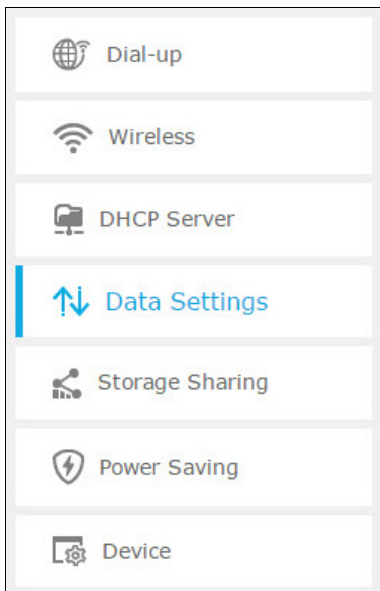 Dial-up
Wireless
DHCP Server
Data Settings
Storage Sharing
Power Saving
Device